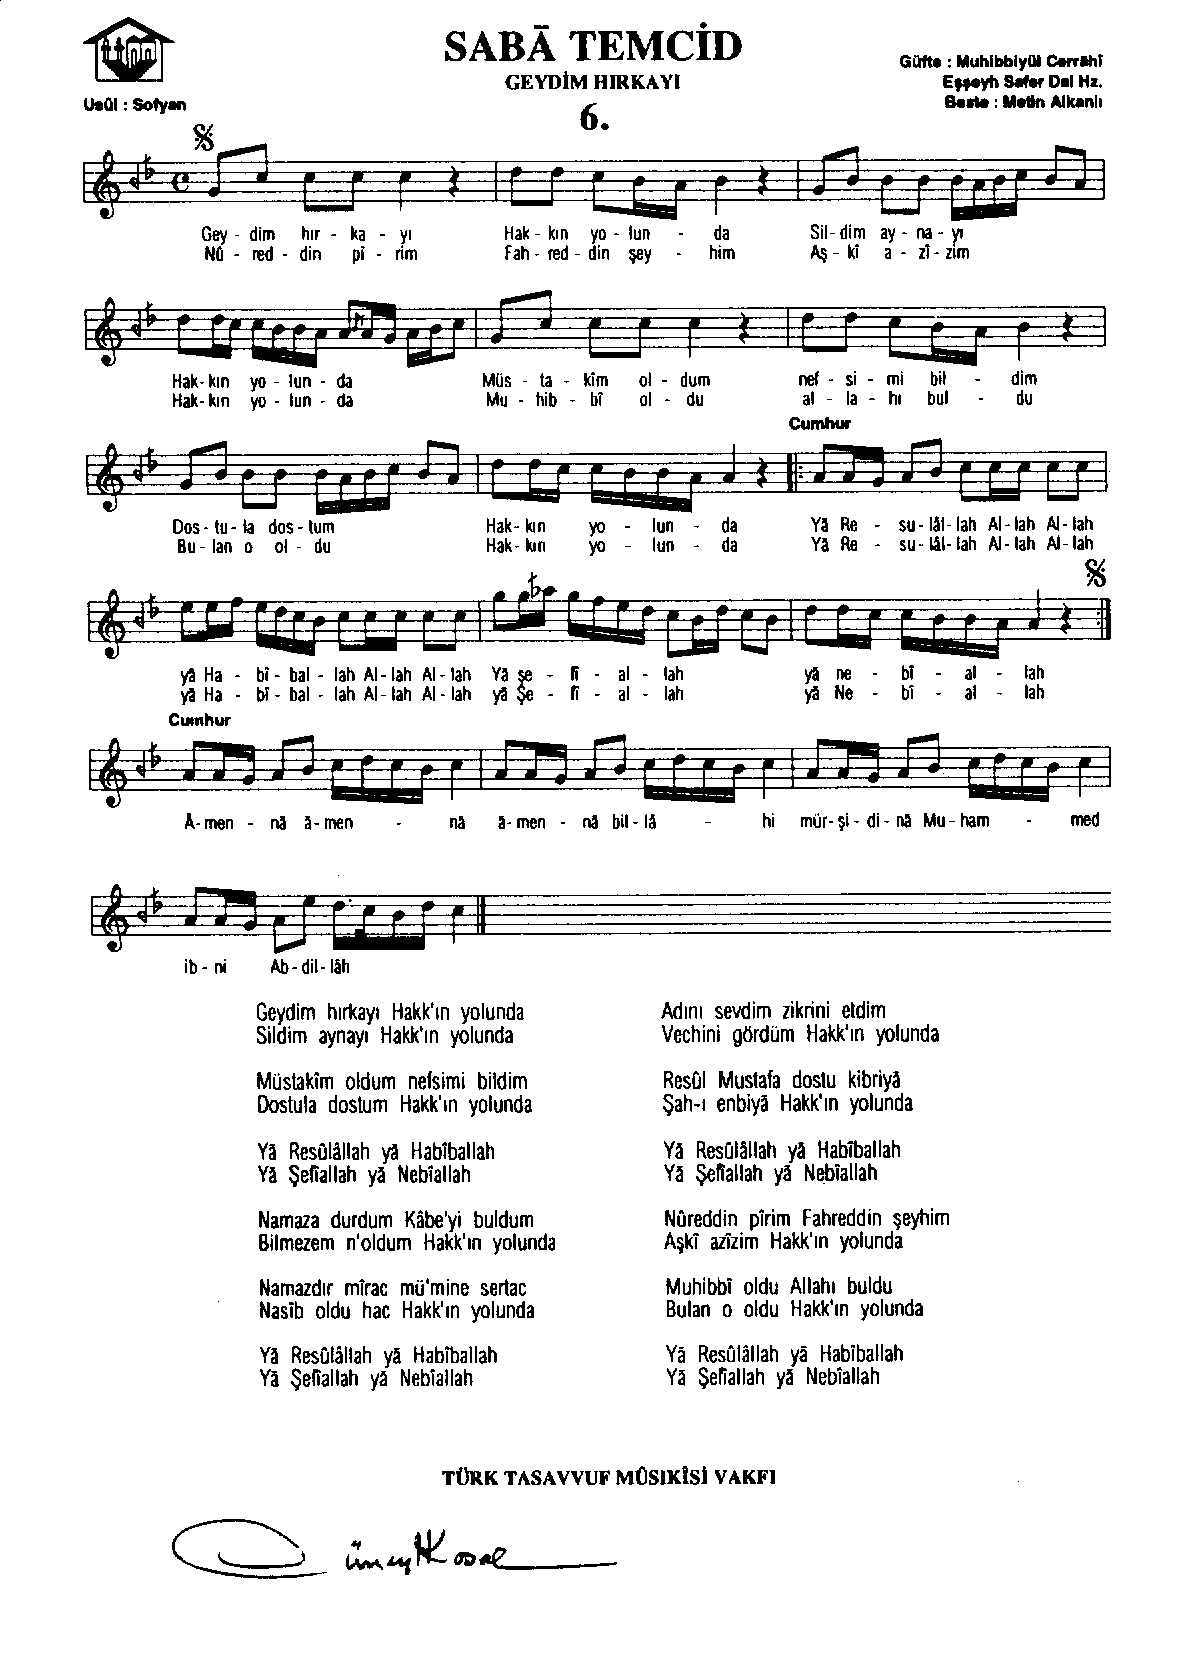 SABĀ TEMCİD
GEYDİM HIRKAYI
6.
Usûl : Sofyan
Güfte : Muhibbiyül Cerrâhî
Eşşeyh Safer Dal Hz.
Beste : Metin Alkanlı
Gey - dim hır - ka - yı Hak - kın yo - lun - da Sil - dim ay - na - yı
Nû - red - din pî - rim Fah - red - din şey - him Aş - kî a - zî - zim
Hak - kın yo - lun - da Müs - ta - kîm ol - dum nef - si - mi bil - dim
Hak - kın yo - lun - da Mu - hib - bî ol - du al - la - hı bul - du
Cumhur
Dos - tu - la dos - tum Hak - kın yo - lun - da Yā Re - su - lâl - lah Al - lah Al - lah
Bu - lan o ol - du Hak - kın yo - lun - da Yā Re - su - lâl - lah Al - lah Al - lah
yā Ha - bî - bal - lah Al - lah Al - lah Yā şe - fî - al - lah yā ne - bî - al - lah
yā Ha - bî - bal - lah Al - lah Al - lah yā Şe - fî - al - lah yā Ne - bî - al - lah
Cumhur
Ā - men - nā ā - men - nā ā - men - nā bil - lā - hi mür - şi - di - nā Mu - ham - med
ib - ni Ab - dil - lâh
Geydim hırkayı Hakk'ın yolunda
Sildim aynayı Hakk'ın yolunda
Müstakîm oldum nefsimi bildim
Dostula dostum Hakk'ın yolunda
Yā Resûlâllah yā Habîballah
Yā Şefîallah yā Nebîallah
Namaza durdum Kâbe'yi buldum
Bilmezem n'oldum Hakk'ın yolunda
Namazdır mîrac mü'mine sertac
Nasîb oldu hac Hakk'ın yolunda
Yā Resûlâllah yā Habîballah
Yā Şefîallah yā Nebîallah
Adını sevdim zikrini etdim
Vechini gördüm Hakk'ın yolunda
Resûl Mustafa dostu kibriyā
Şah-ı enbiyā Hakk'ın yolunda
Yā Resûlâllah yā Habîballah
Yā Şefîallah yā Nebîallah
Nûreddin pîrim Fahreddin şeyhim
Aşkî azîzim Hakk'ın yolunda
Muhibbî oldu Allahı buldu
Bulan o oldu Hakk'ın yolunda
Yā Resûlâllah yā Habîballah
Yā Şefîallah yā Nebîallah
TÜRK TASAVVUF MÛSIKÎSİ VAKFI
Cüneyt Kosal